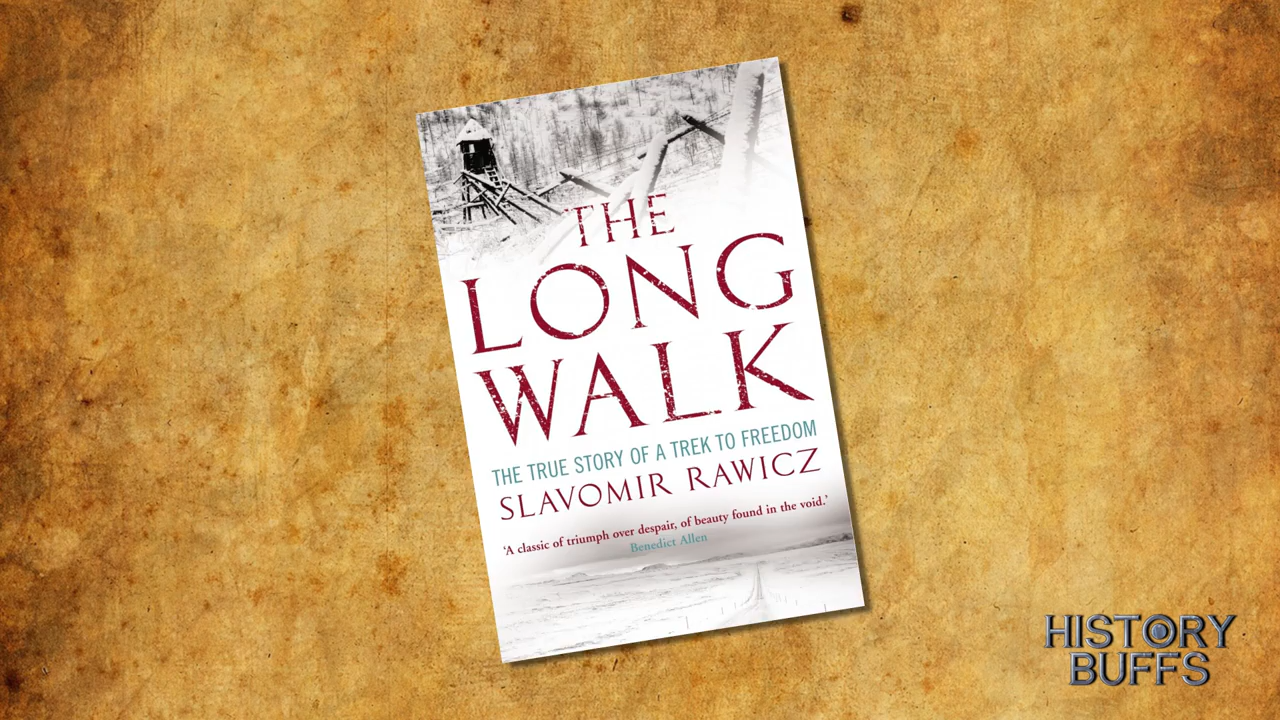 THE
LONG
WALK
THE TRUE STORY OF A TREK TO FREEDOM
SLAVOMIR RAWICZ
'A classic of triumph over despair, of beauty found in the void.'
Benedict Allen
HISTORY
BUFFS